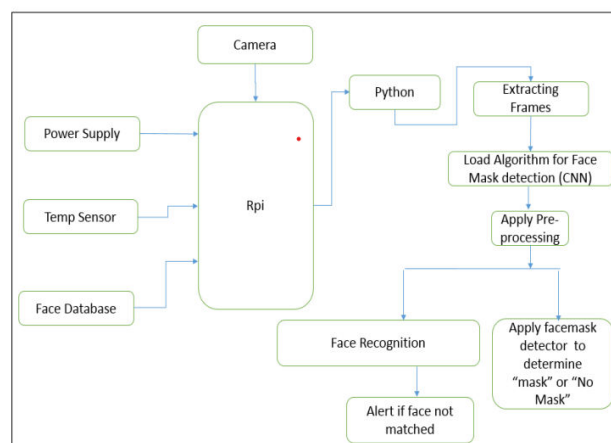 Camera
Power Supply
Temp Sensor
Face Database
Rpi
Python
Extracting
Frames
Load Algorithm for Face
Mask detection (CNN)
Apply Pre-
processing
Face Recognition
Alert if face not
matched
Apply facemask
detector to
determine
“mask” or “No
Mask”